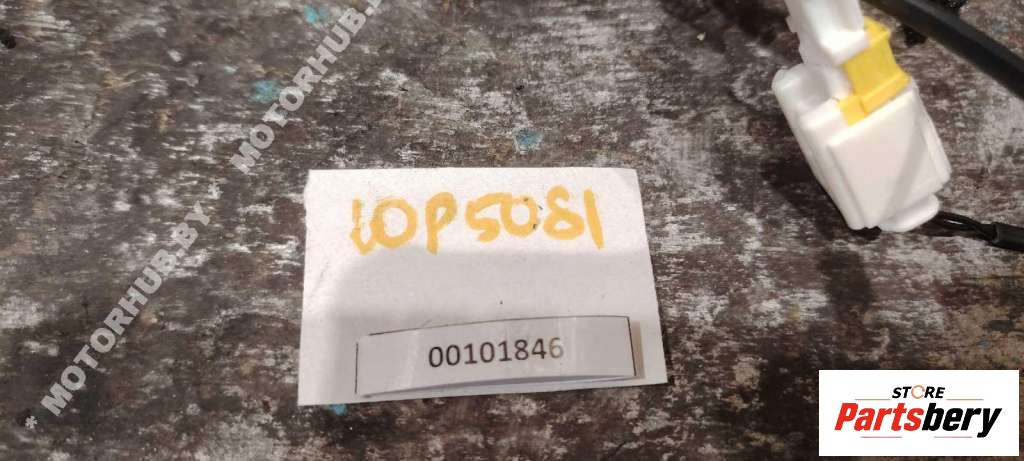 * MOTORHUB.BY * MOTORHUB.BY
10P5081
00101846
STORE
Partsbery